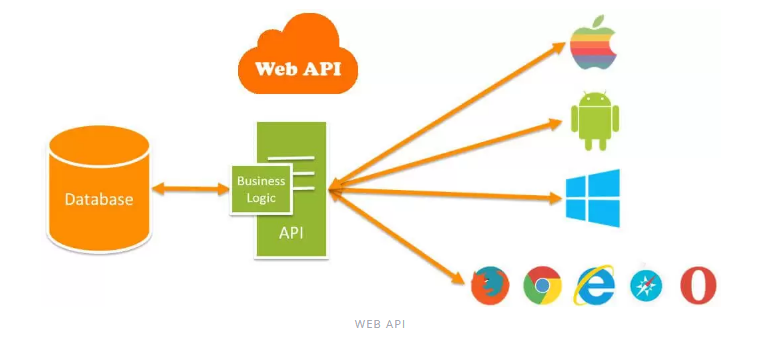 Web API
Database
Business
Logic
API
WEB API